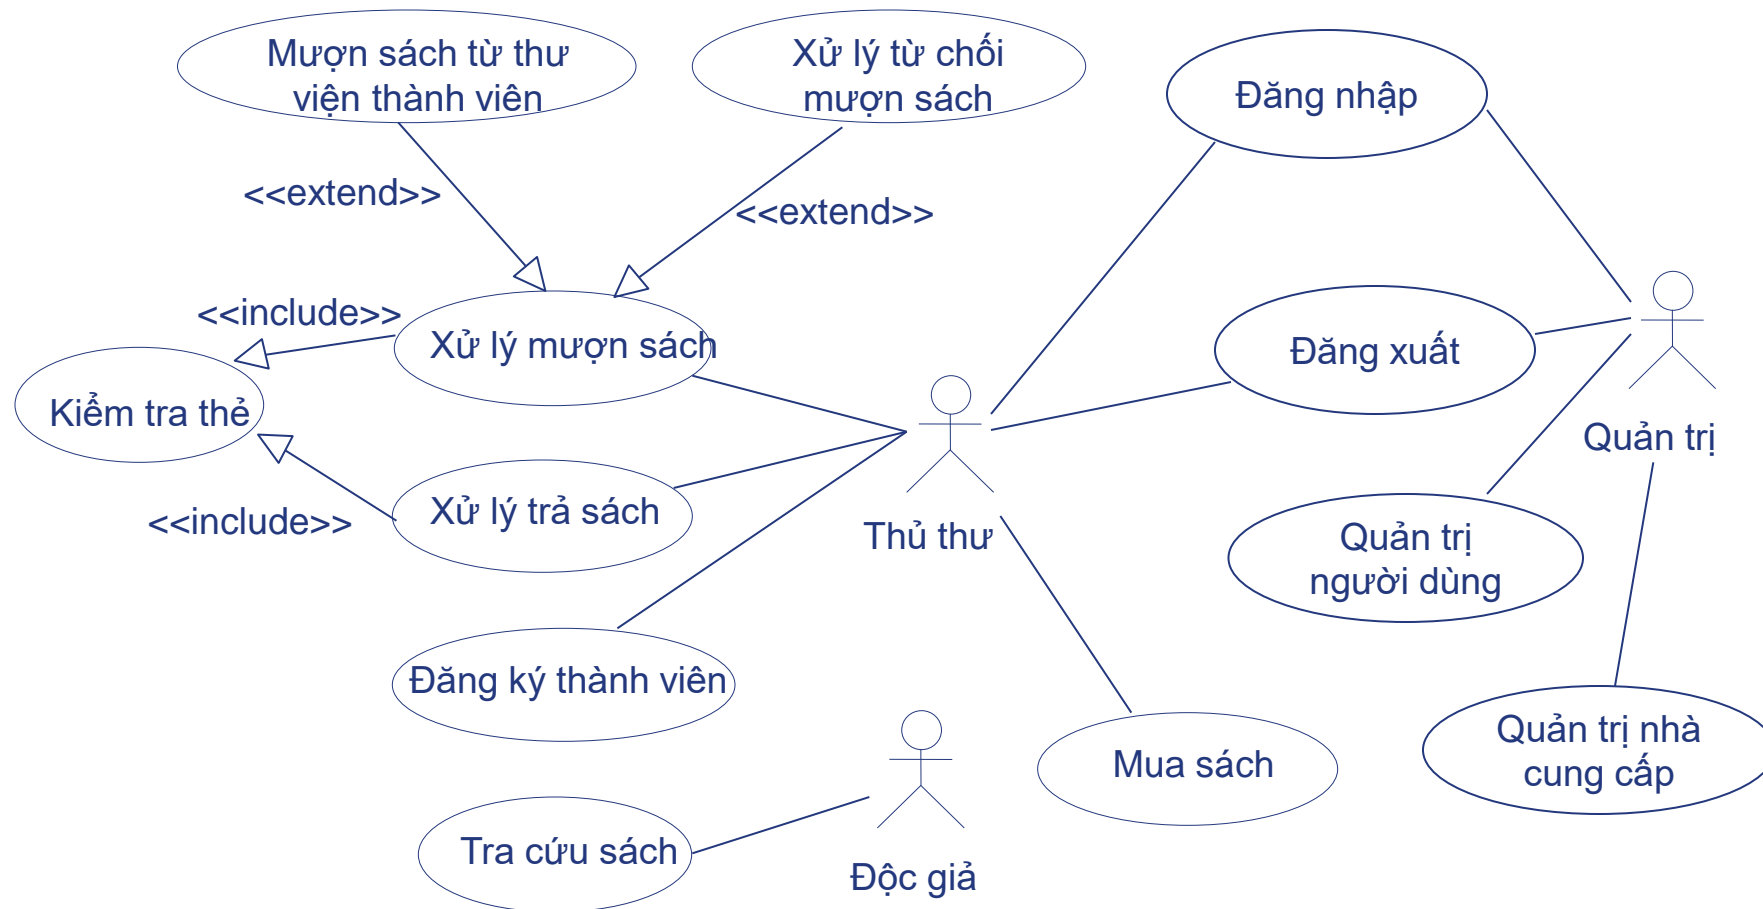 Mượn sách từ thư
viện thành viên
Xử lý từ chối
mượn sách
Đăng nhập
<<extend>>
<<extend>>
<<include>>
Xử lý mượn sách
Đăng xuất
Kiểm tra thẻ
Quản trị
<<include>>
Xử lý trả sách
Thủ thư
Quản trị
người dùng
Đăng ký thành viên
Mua sách
Quản trị nhà
cung cấp
Tra cứu sách
Độc giả